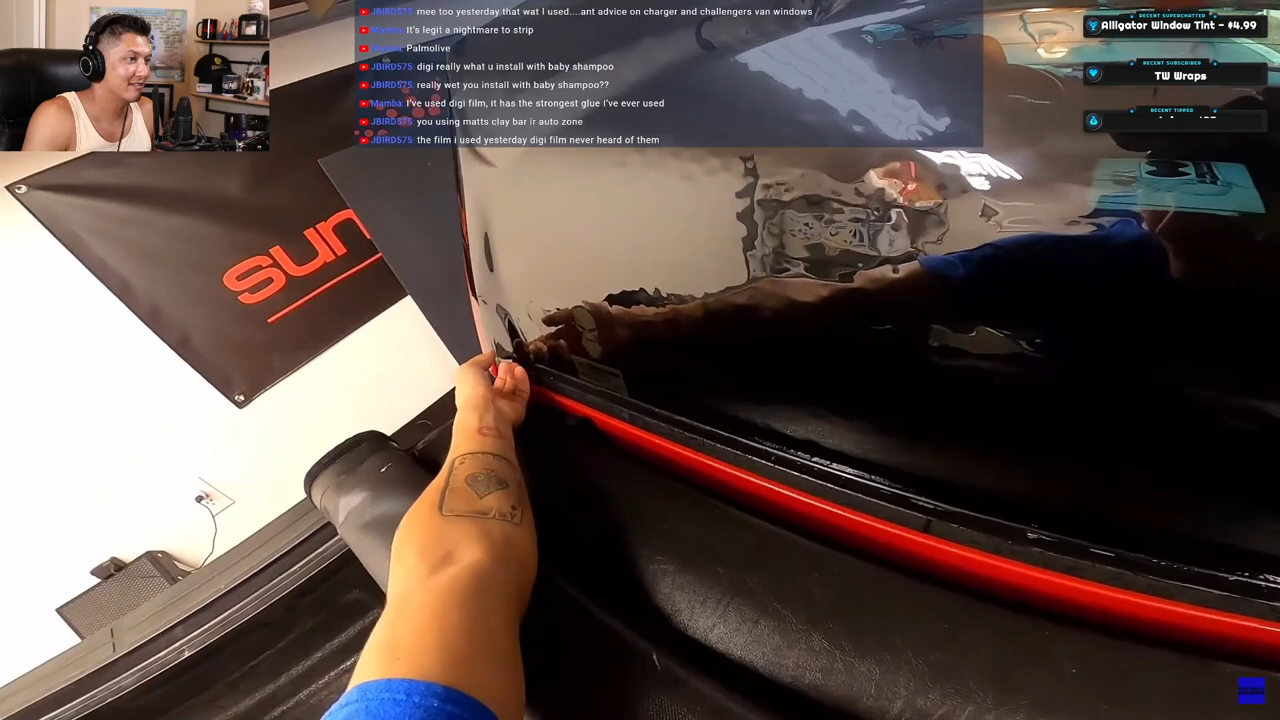 JBIRD575: mee too yesterday that wat I used... ant advice on charger and challengers van windows
Mamba: It's legit a nightmare to strip
Palmolive
JBIRD575: digi really what u install with baby shampoo
JBIRD575: really wet you install with baby shampoo??
Mamba: I've used digi film, it has the strongest glue I've ever used
JBIRD575: you using matts clay bar ir auto zone
JBIRD575: the film i used yesterday digi film never heard of them
RECENT SUPERCHATTER
Alligator Window Tint - $4.99
RECENT SUBSCRIBER
TW Wraps
RECENT TIPPER
sun